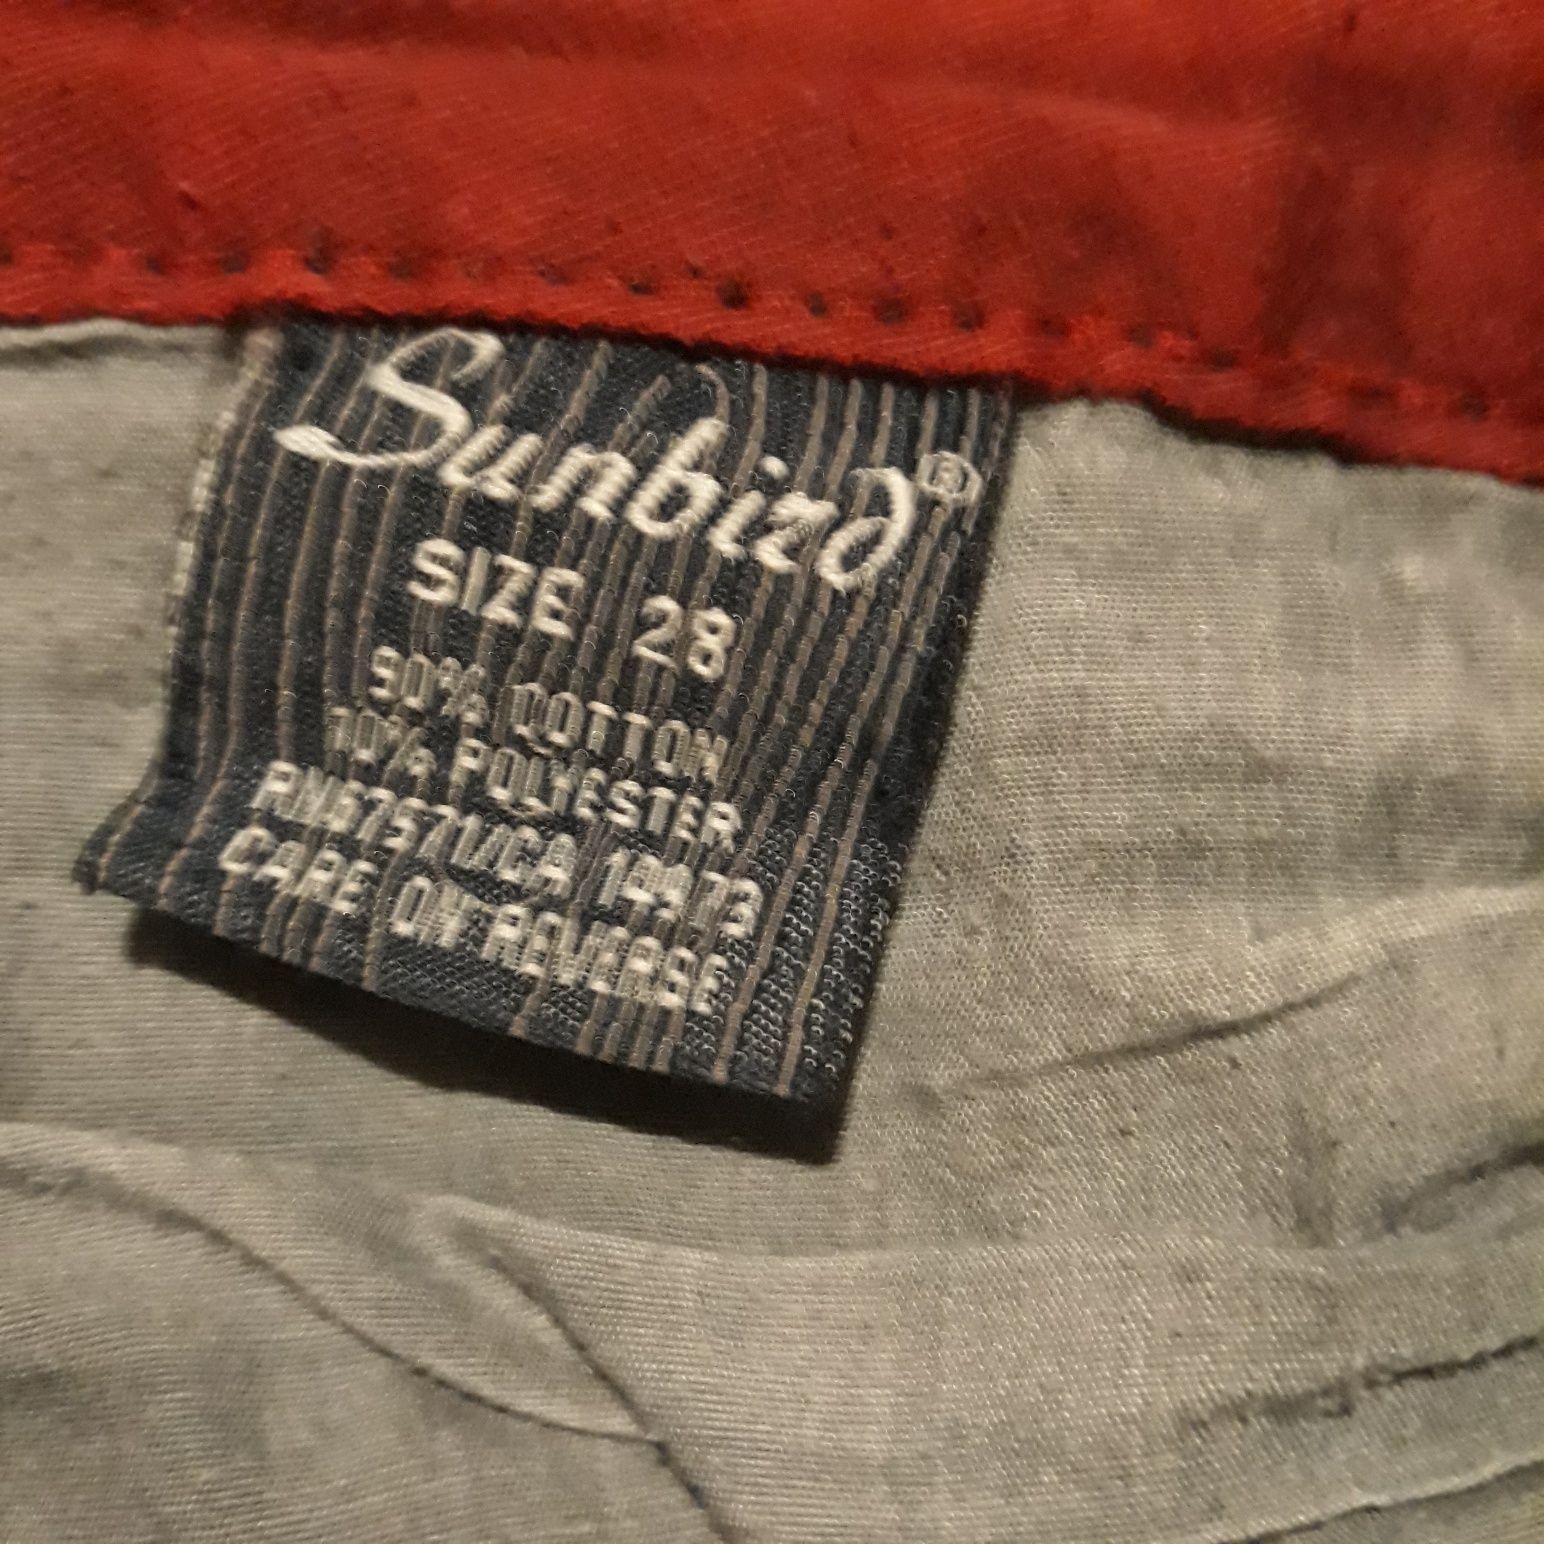 Sunbird®
SIZE 28
90% COTTON
10% POLYESTER
CARE ON REVERSE